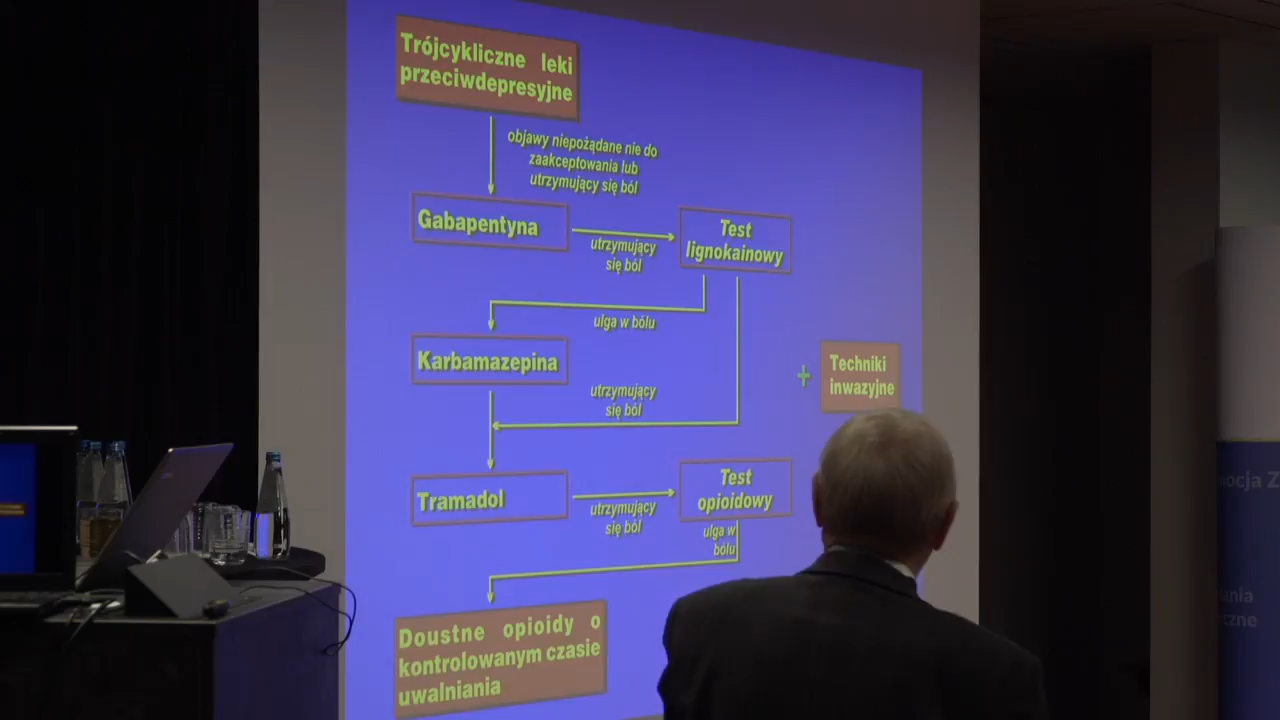 Trójcykliczne leki
przeciwdepresyjne
objawy niepożądane nie do
zaakceptowania lub
utrzymujący się ból
Gabapentyna
utrzymujący
się ból
Test
lignokainowy
ulga w bólu
Karbamazepina
utrzymujący
się ból
+
Techniki
inwazyjne
Tramadol
utrzymujący
się ból
Test
opioidowy
ulga w
bólu
Doustne opioidy o
kontrolowanym czasie
uwalniania